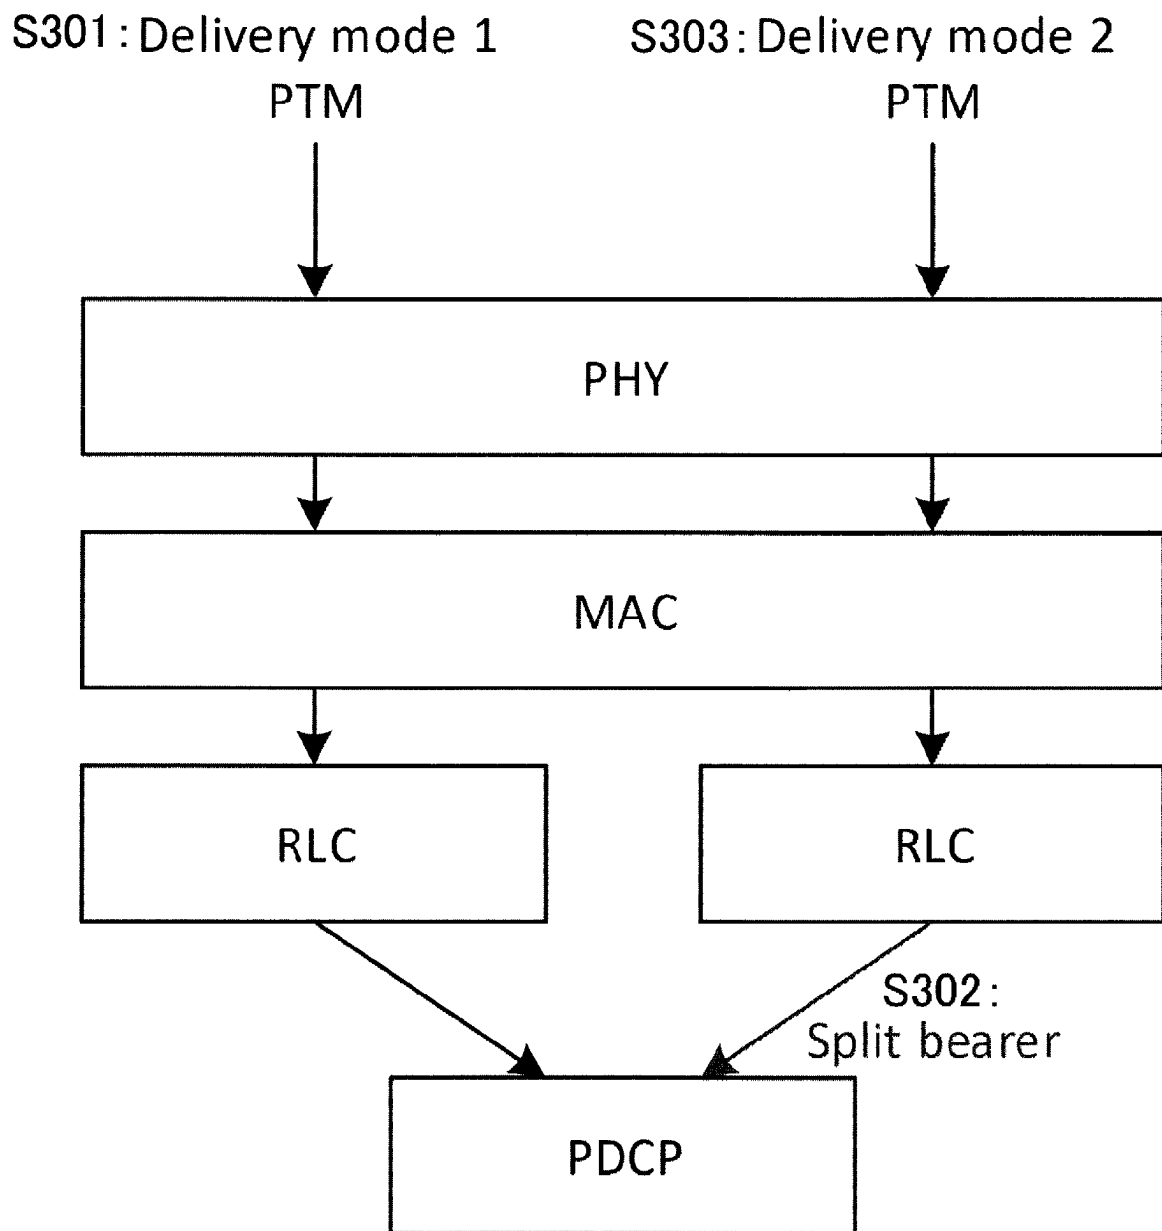 S301: Delivery mode 1
PTM
S303: Delivery mode 2
PTM
PHY
MAC
RLC
RLC
S302:
Split bearer
PDCP